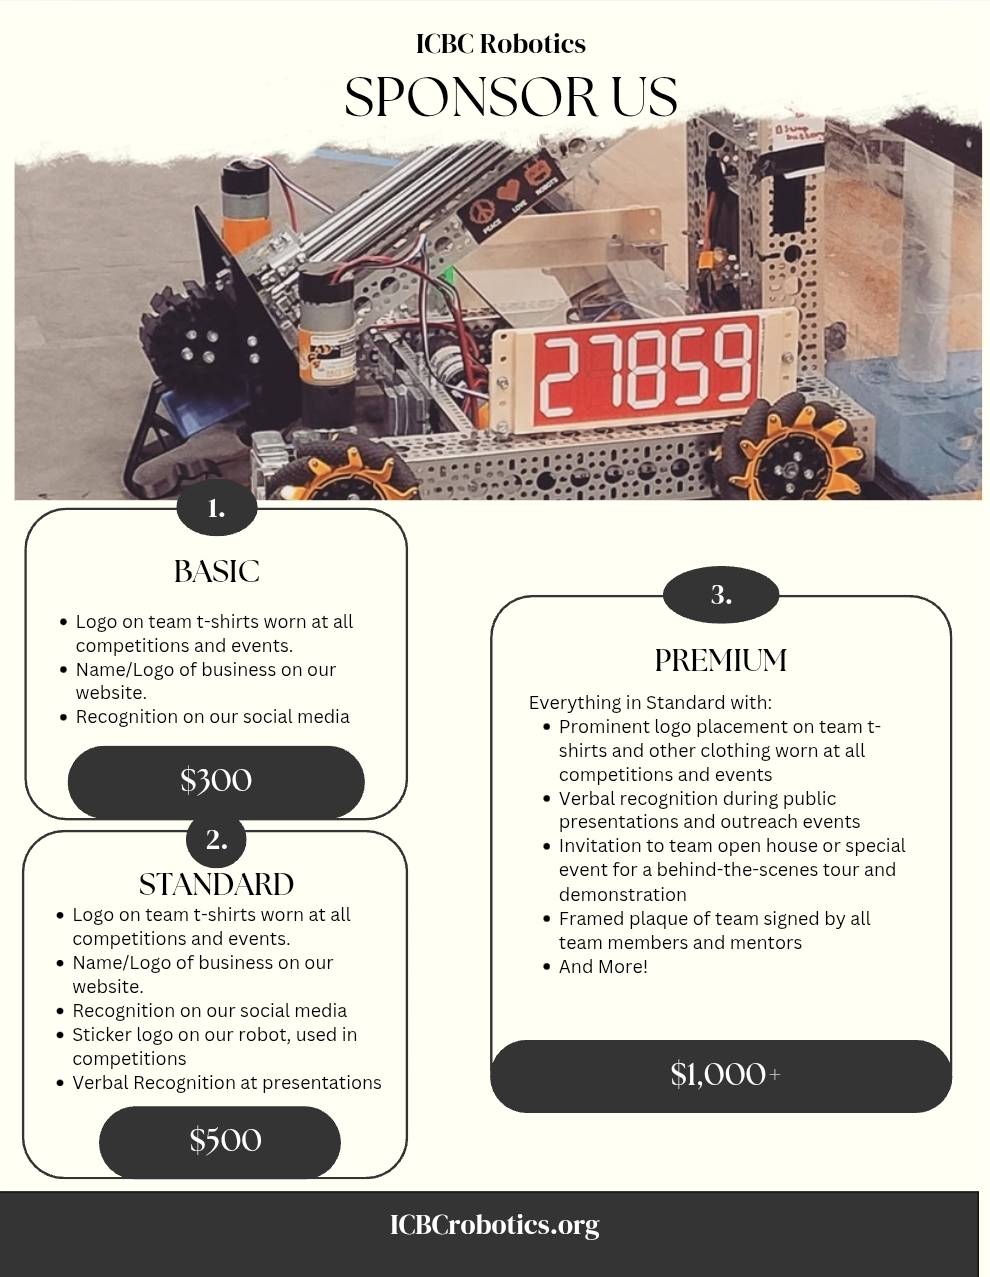 ICBC Robotics
SPONSOR US
PEACE
LOVE
ROBOTS
27859
1.
BASIC
Logo on team t-shirts worn at all
competitions and events.
Name/Logo of business on our
website.
Recognition on our social media
$300
2.
STANDARD
Logo on team t-shirts worn at all
competitions and events.
Name/Logo of business on our
website.
Recognition on our social media
Sticker logo on our robot, used in
competitions
Verbal Recognition at presentations
$500
3.
PREMIUM
Everything in Standard with:
Prominent logo placement on team t-
shirts and other clothing worn at all
competitions and events
Verbal recognition during public
presentations and outreach events
Invitation to team open house or special
event for a behind-the-scenes tour and
demonstration
Framed plaque of team signed by all
team members and mentors
And More!
$1,000+
ICBCrobotics.org